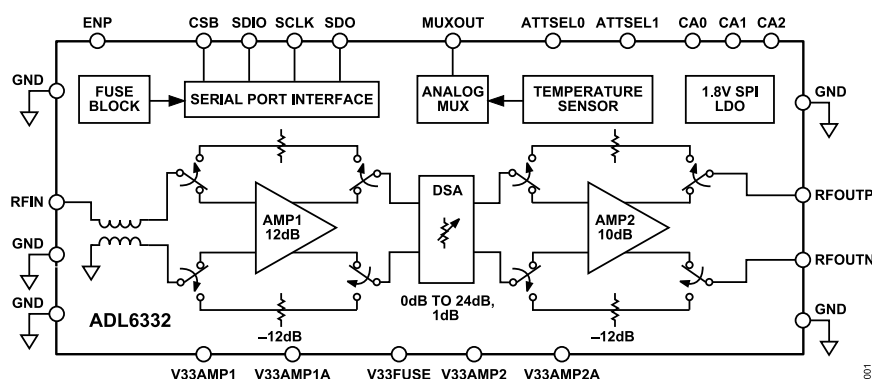 ENP CSB SDIO SCLK SDO MUXOUT ATTSEL0 ATTSEL1 CA0 CA1 CA2
GND
GND
FUSE
BLOCK
SERIAL PORT INTERFACE
ANALOG
MUX
TEMPERATURE
SENSOR
1.8V SPI
LDO
RFIN
AMP1
12dB
DSA
AMP2
10dB
RFOUTP
GND
RFOUTN
GND
0dB TO 24dB,
1dB
GND
ADL6332
–12dB
–12dB
V33AMP1 V33AMP1A V33FUSE V33AMP2 V33AMP2A
001